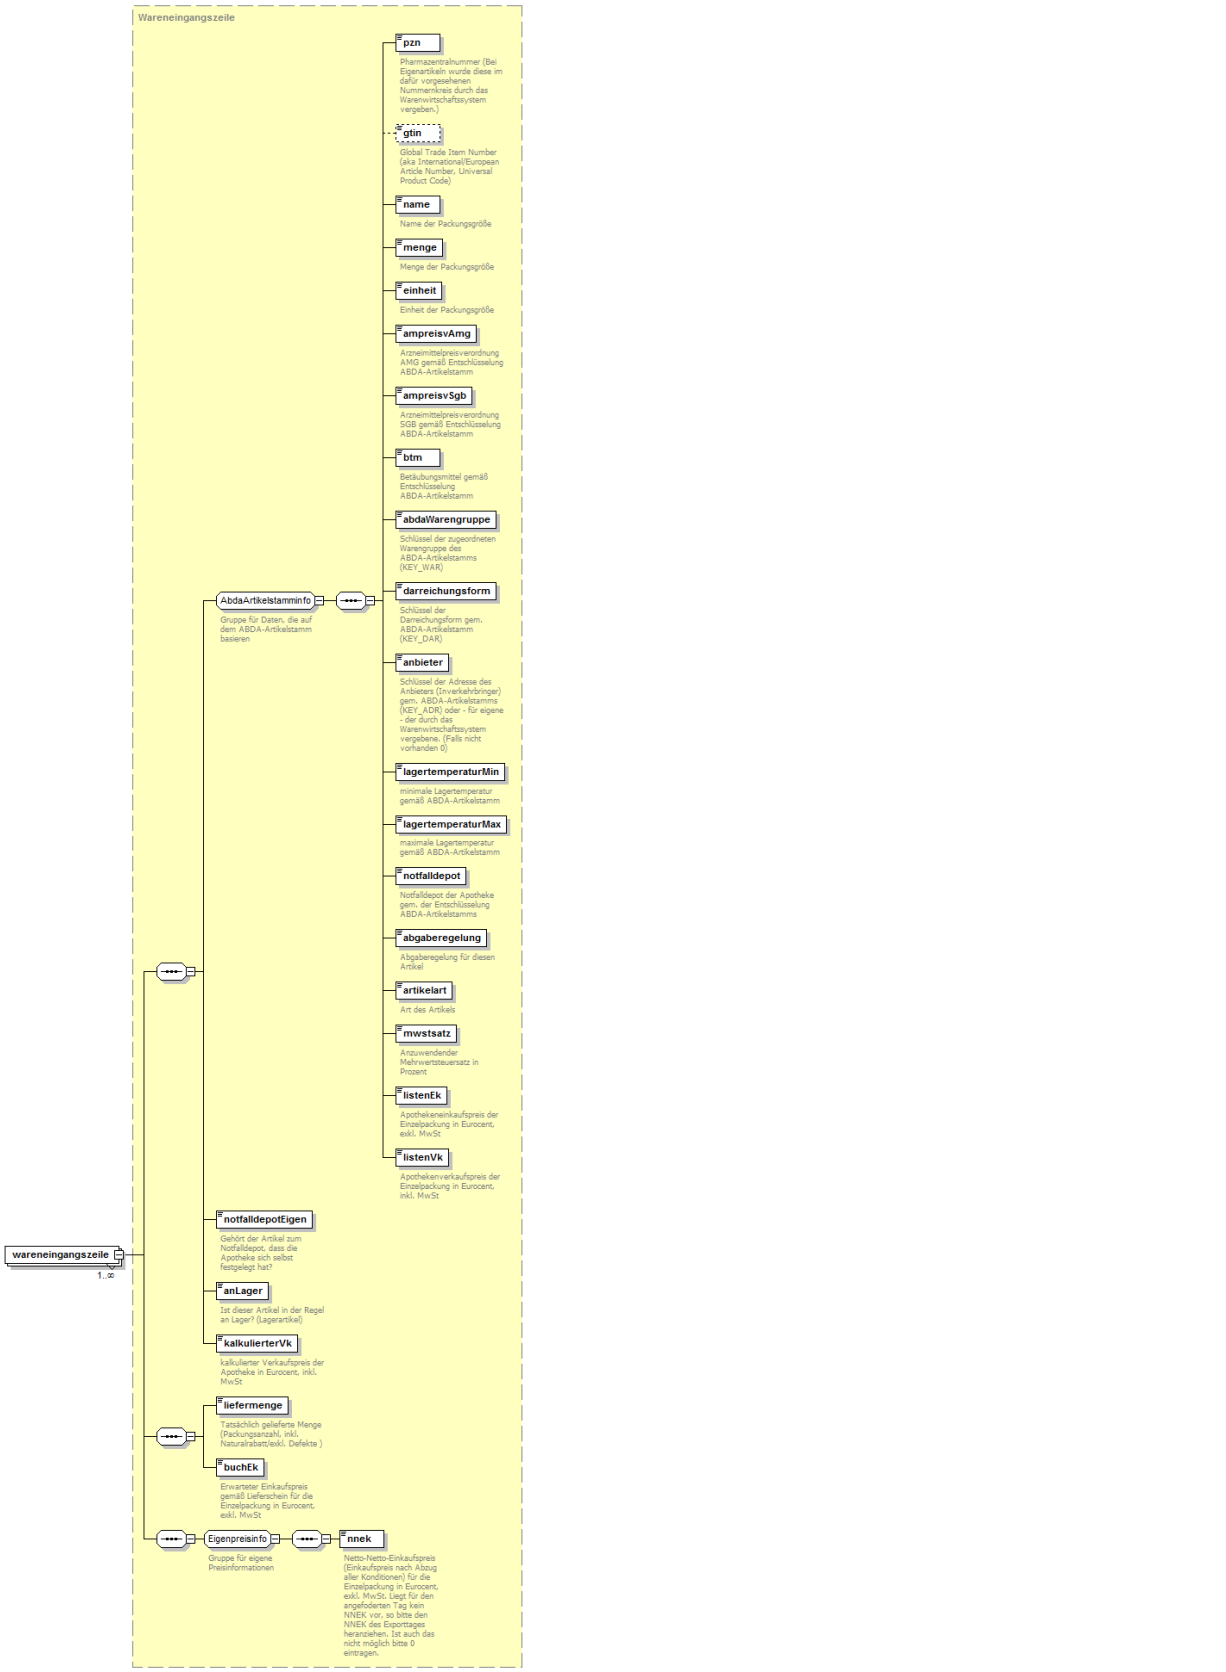 Wareneingangszeile
pzn
Pharmazentralnummer (Bei
Eigenartikeln wurde diese im
dafür vorgesehenen
Nummernkreis durch das
Warenwirtschaftssystem
vergeben.)
gtin
Global Trade Item Number
(aka International/European
Article Number, Universal
Product Code)
name
Name der Packungsgröße
menge
Menge der Packungsgröße
einheit
Einheit der Packungsgröße
ampreisvAmg
Arzneimittelpreisverordnung
AMG gemäß Entschlüsselung
ABDA-Artikelstamm
ampreisvSgb
Arzneimittelpreisverordnung
SGB gemäß Entschlüsselung
ABDA-Artikelstamm
btm
Betäubungsmittel gemäß
Entschlüsselung
ABDA-Artikelstamm
abdaWarengruppe
Schlüssel der zugeordneten
Warengruppe des
ABDA-Artikelstamms
(KEY_WAR)
AbdaArtikelstamminfo
Gruppe für Daten, die auf
dem ABDA-Artikelstamm
basieren
darreichungsform
Schlüssel der
Darreichungsform gem.
ABDA-Artikelstamm
(KEY_DAR)
anbieter
Schlüssel der Adresse des
Anbieters (Inverkehrbringer)
gem. ABDA-Artikelstamms
(KEY_ADR) oder - für eigene
- der durch das
Warenwirtschaftssystem
vergebene. (Falls nicht
vorhanden 0)
lagertemperaturMin
minimale Lagertemperatur
gemäß ABDA-Artikelstamm
lagertemperaturMax
maximale Lagertemperatur
gemäß ABDA-Artikelstamm
notfalldepot
Notfalldepot der Apotheke
gem. der Entschlüsselung
ABDA-Artikelstamms
abgaberegelung
Abgaberegelung für diesen
Artikel
artikelart
Art des Artikels
mwstsatz
Anzuwendender
Mehrwertsteuersatz in
Prozent
listenEk
Apothekeneinkaufspreis der
Einzelpackung in Eurocent,
exkl. MwSt
listenVk
Apothekenverkaufspreis der
Einzelpackung in Eurocent,
inkl. MwSt
notfalldepotEigen
Gehört der Artikel zum
Notfalldepot, dass die
Apotheke sich selbst
festgelegt hat?
wareneingangszeile
1..∞
anLager
Ist dieser Artikel in der Regel
an Lager? (Lagerartikel)
kalkulierterVk
kalkulierter Verkaufspreis der
Apotheke in Eurocent, inkl.
MwSt
liefermenge
Tatsächlich gelieferte Menge
(Packungsanzahl, inkl.
Naturalrabatt/exkl. Defekte )
buchEk
Erwarteter Einkaufspreis
gemäß Lieferschein für die
Einzelpackung in Eurocent,
exkl. MwSt
Eigenpreisinfo
Gruppe für eigene
Preisinformationen
nnek
Netto-Netto-Einkaufspreis
(Einkaufspreis nach Abzug
aller Konditionen) für die
Einzelpackung in Eurocent,
exkl. MwSt. Liegt für den
angefoderten Tag kein
NNEK vor, so bitte den
NNEK des Exporttages
heranziehen. Ist auch das
nicht möglich bitte 0
eintragen.